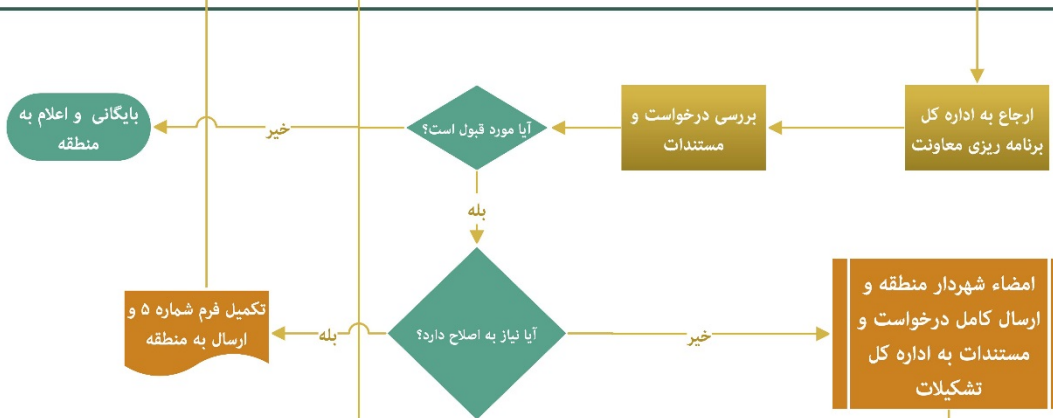 ارجاع به اداره کل
برنامه ریزی معاونت
بررسی درخواست و
مستندات
آیا مورد قبول است؟
خیر
بایگانی و اعلام به
منطقه
بله
آیا نیاز به اصلاح دارد؟
خیر
امضاء شهردار منطقه و
ارسال کامل درخواست و
مستندات به اداره کل
تشکیلات
بله
تکمیل فرم شماره ۵ و
ارسال به منطقه